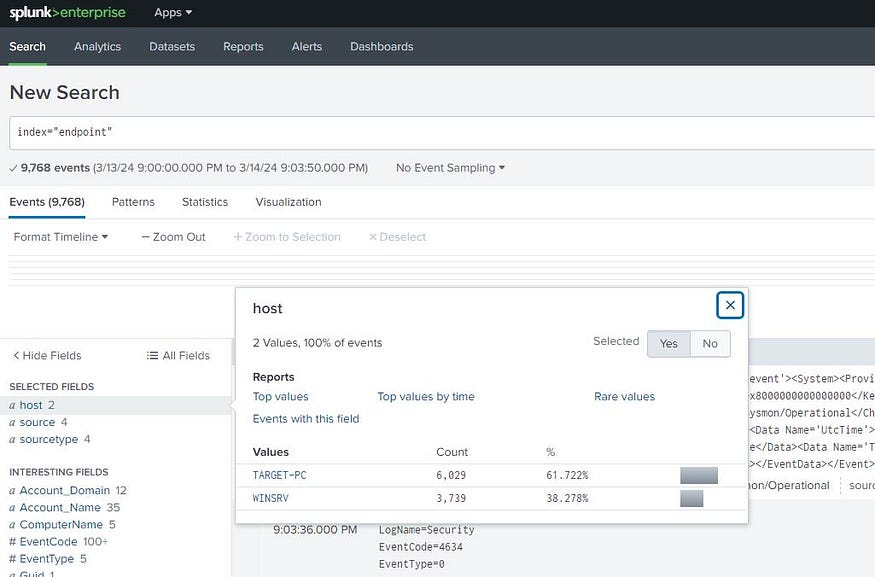 splunk>enterprise Apps
Search Analytics Datasets Reports Alerts Dashboards
New Search
index="endpoint"
9,768 events (3/13/24 9:00:00.000 PM to 3/14/24 9:03:50.000 PM) No Event Sampling
Events (9,768) Patterns Statistics Visualization
Format Timeline — Zoom Out + Zoom to Selection × Deselect
host
2 Values, 100% of events Selected Yes No
< Hide Fields All Fields
Reports
Top values Top values by time Rare values
Events with this field
SELECTED FIELDS
a host 2
a source 4
a sourcetype 4
Values Count %
TARGET-PC 6,029 61.722%
WINSRV 3,739 38.278%
INTERESTING FIELDS
a Account_Domain 12
a Account_Name 35
a ComputerName 5
# EventCode 100+
# EventType 5
a Guid 1
event'><System><Provi
x8000000000000000</Ke
ysmon/Operational</Ch
<Data Name='UtcTime'>
e</Data><Data Name='T
></EventData></Event>
mon/Operational sourc
9:03:36.000 PM LogName=Security
EventCode=4634
EventType=0